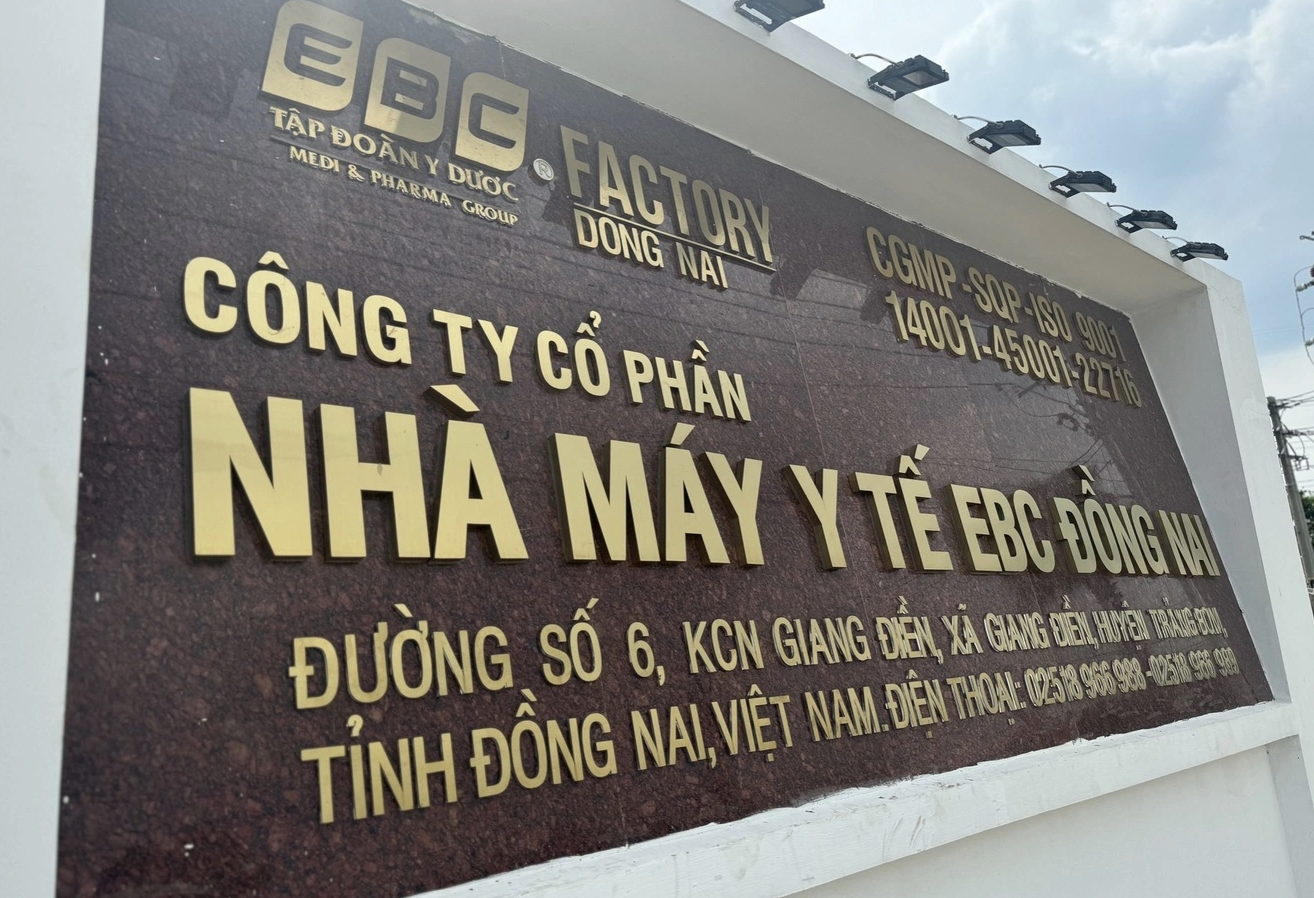 EBC
TẬP ĐOÀN Y DƯỢC ®
MEDI & PHARMA GROUP
FACTORY
DONG NAI
CGMP-SQP-ISO 9001
14001-45001-22716
CÔNG TY CỔ PHẦN
NHÀ MÁY Y TẾ EBC ĐỒNG NAI
ĐƯỜNG SỐ 6, KCN GIANG ĐIỀN, XÃ GIANG ĐIỀN, HUYỆN TRẢNG BOM,
TỈNH ĐỒNG NAI, VIỆT NAM. ĐIỆN THOẠI: 02518 966 988 - 02518 966 989